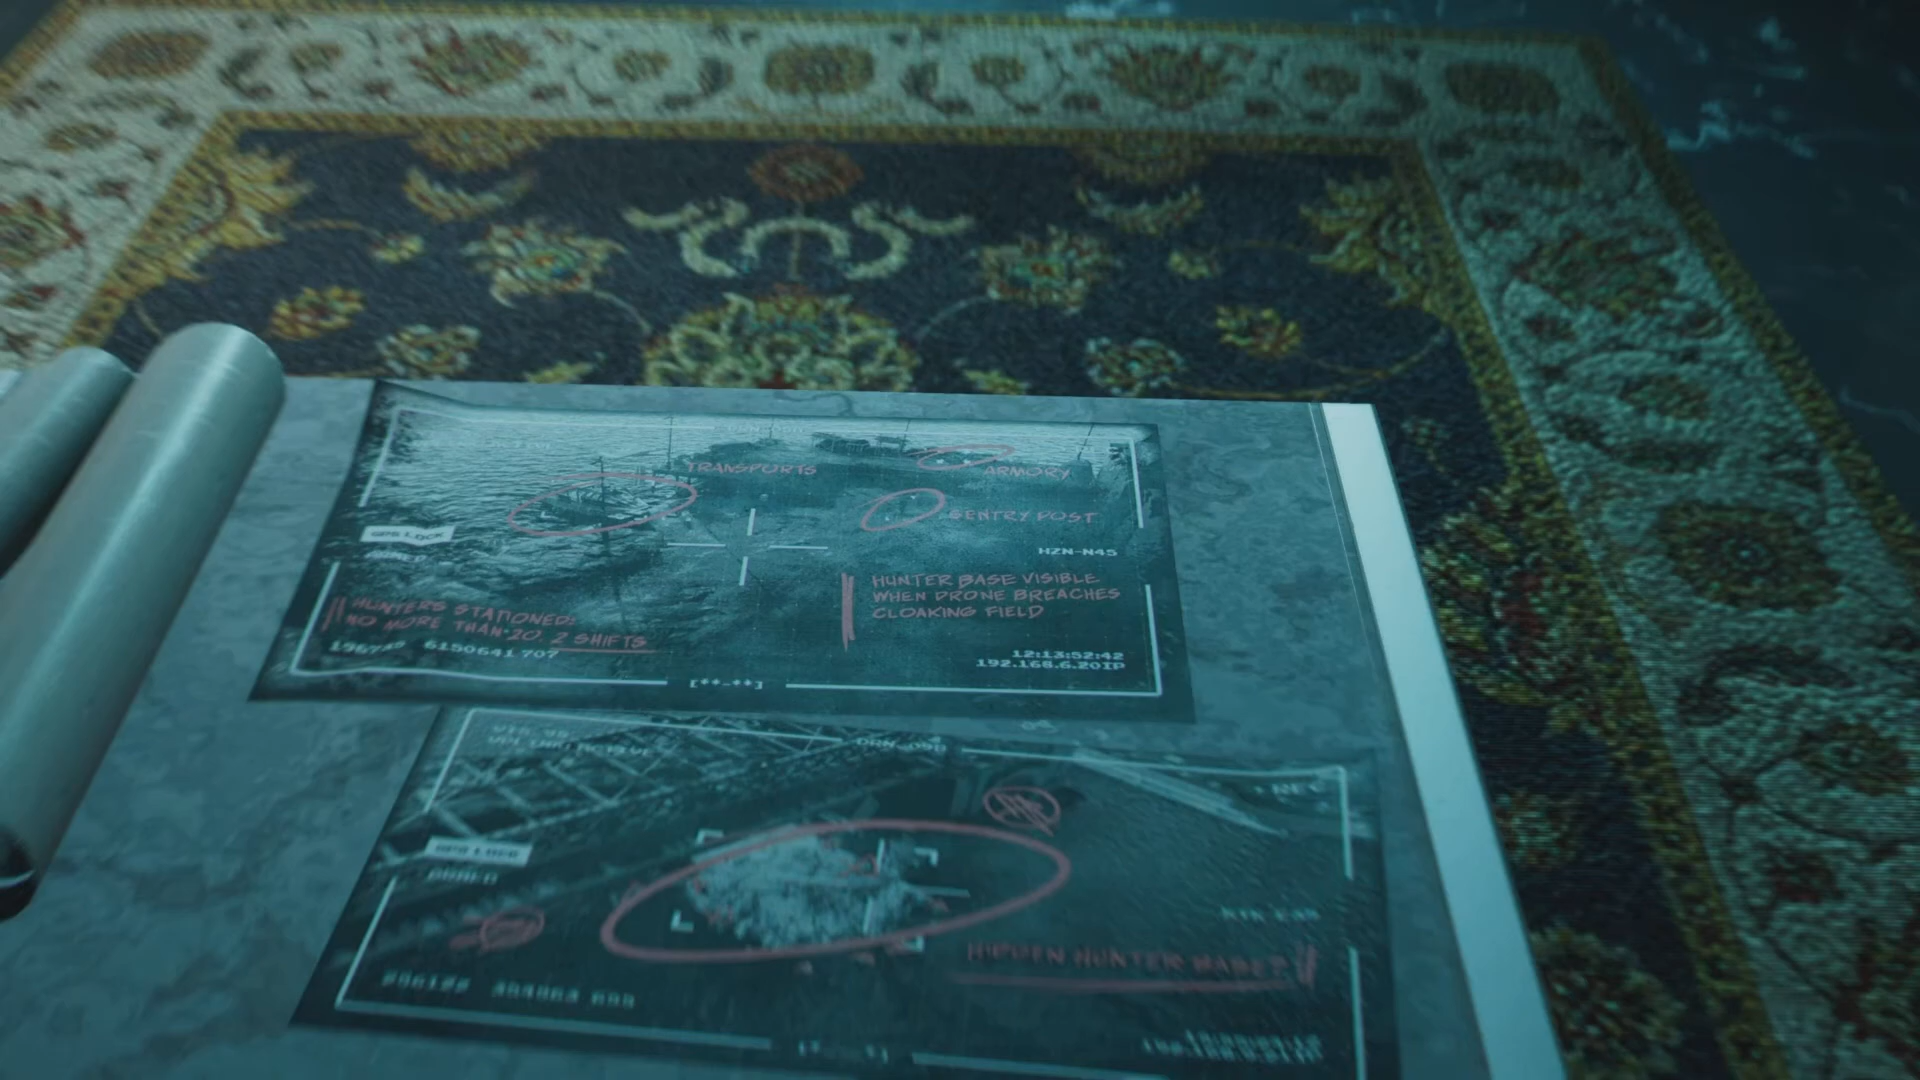 TRANSPORTS
ARMORY
SENTRY POST
GPS LOCK
HZN-N45
HUNTER BASE VISIBLE
WHEN DRONE BREACHES
CLOAKING FIELD
HUNTERS STATIONED:
NO MORE THAN 20. 2 SHIFTS
6150641 707
12:13:52:42
192.168.6.20IP
[**-**]
GPS LOCK
HIDDEN HUNTER BASE?